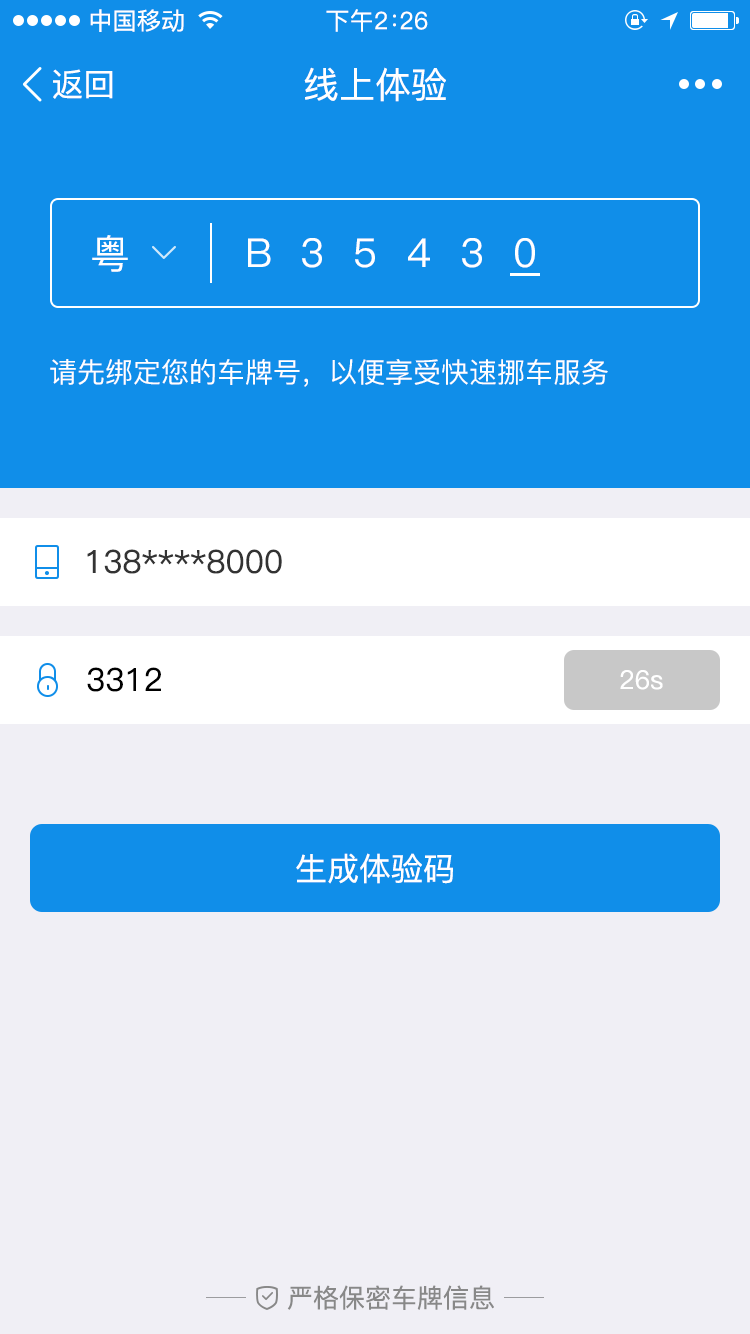 中国移动 下午2:26
返回 线上体验
粤 B 3 5 4 3 0
请先绑定您的车牌号，以便享受快速挪车服务
138****8000
3312 26s
生成体验码
严格保密车牌信息